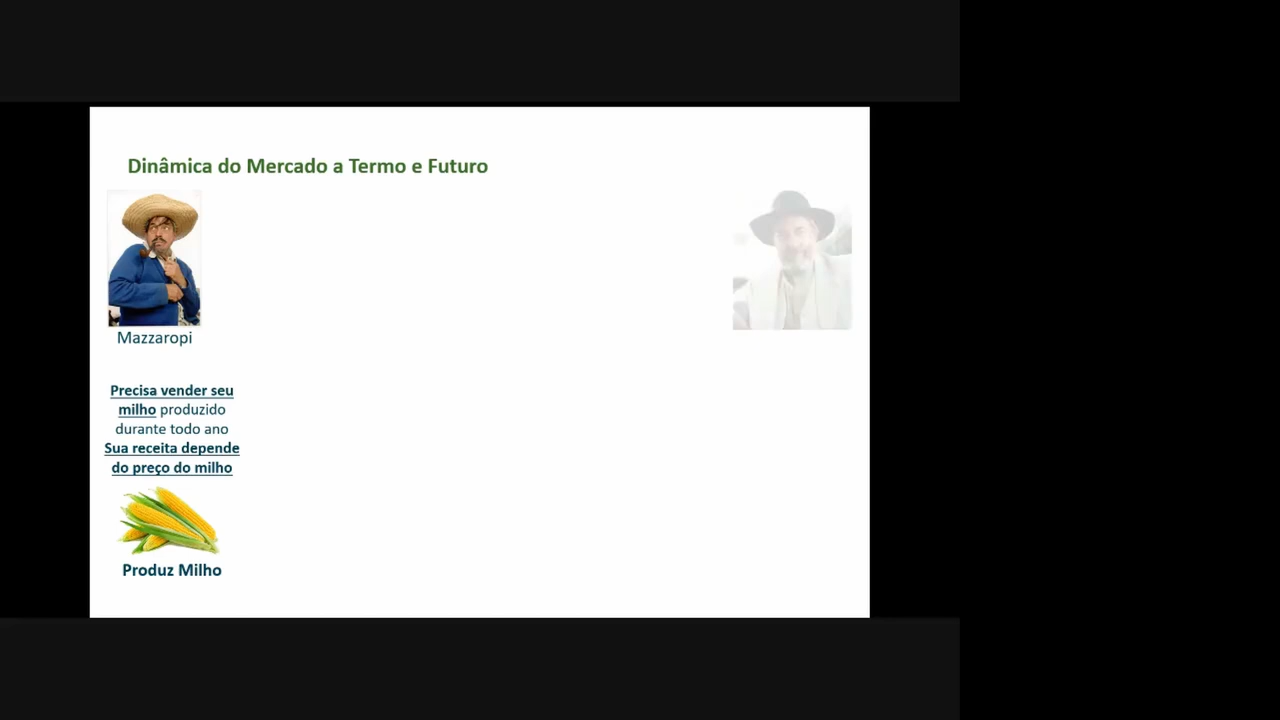 Dinâmica do Mercado a Termo e Futuro
Mazzaropi
Precisa vender seu
milho produzido
durante todo ano
Sua receita depende
do preço do milho
Produz Milho